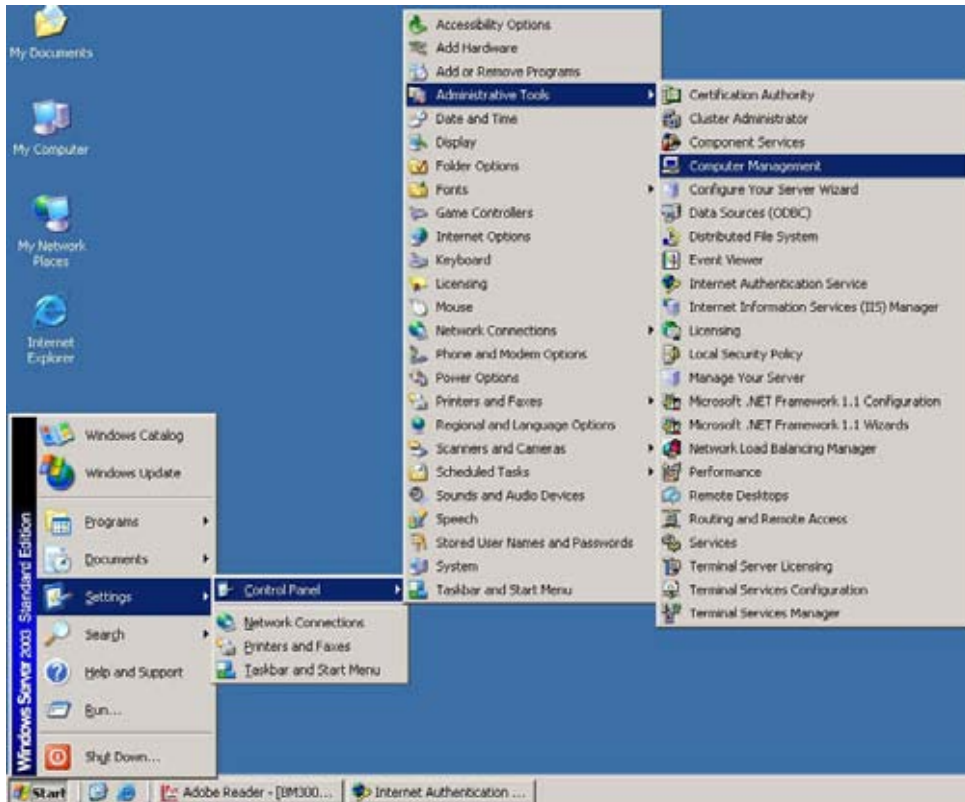 My Documents
My Computer
My Network
Places
Internet
Explorer
Windows Server 2003 Standard Edition
Windows Catalog
Windows Update
Programs
Documents
Settings
Search
Help and Support
Run...
Shut Down...
Control Panel
Network Connections
Printers and Faxes
Taskbar and Start Menu
Accessibility Options
Add Hardware
Add or Remove Programs
Administrative Tools
Date and Time
Display
Folder Options
Fonts
Game Controllers
Internet Options
Keyboard
Licensing
Mouse
Network Connections
Phone and Modem Options
Power Options
Printers and Faxes
Regional and Language Options
Scanners and Cameras
Scheduled Tasks
Sounds and Audio Devices
Speech
Stored User Names and Passwords
System
Taskbar and Start Menu
Certification Authority
Cluster Administrator
Component Services
Computer Management
Configure Your Server Wizard
Data Sources (ODBC)
Distributed File System
Event Viewer
Internet Authentication Service
Internet Information Services (IIS) Manager
Licensing
Local Security Policy
Manage Your Server
Microsoft .NET Framework 1.1 Configuration
Microsoft .NET Framework 1.1 Wizards
Network Load Balancing Manager
Performance
Remote Desktops
Routing and Remote Access
Services
Terminal Server Licensing
Terminal Services Configuration
Terminal Services Manager
Start
Adobe Reader - [BM300...
Internet Authentication ...